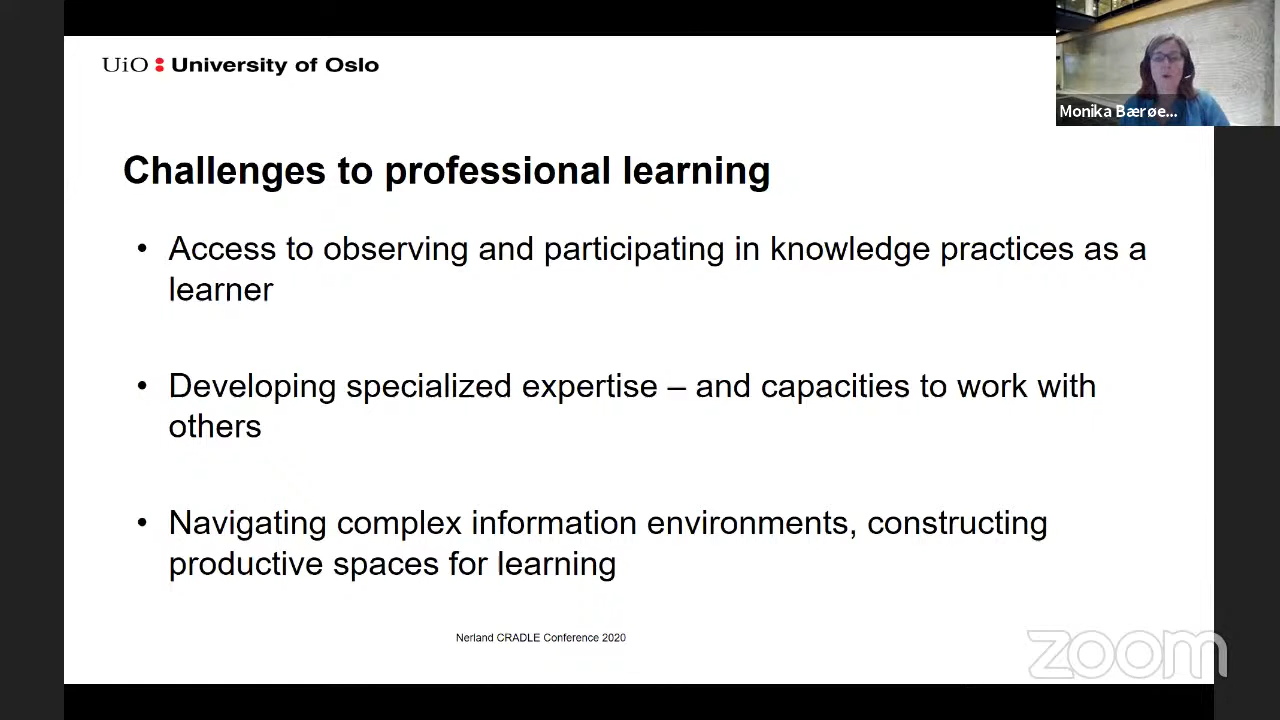 UiO : University of Oslo
Monika Bærøe...
Challenges to professional learning
• Access to observing and participating in knowledge practices as a
learner
• Developing specialized expertise – and capacities to work with
others
• Navigating complex information environments, constructing
productive spaces for learning
Nerland CRADLE Conference 2020
zoom